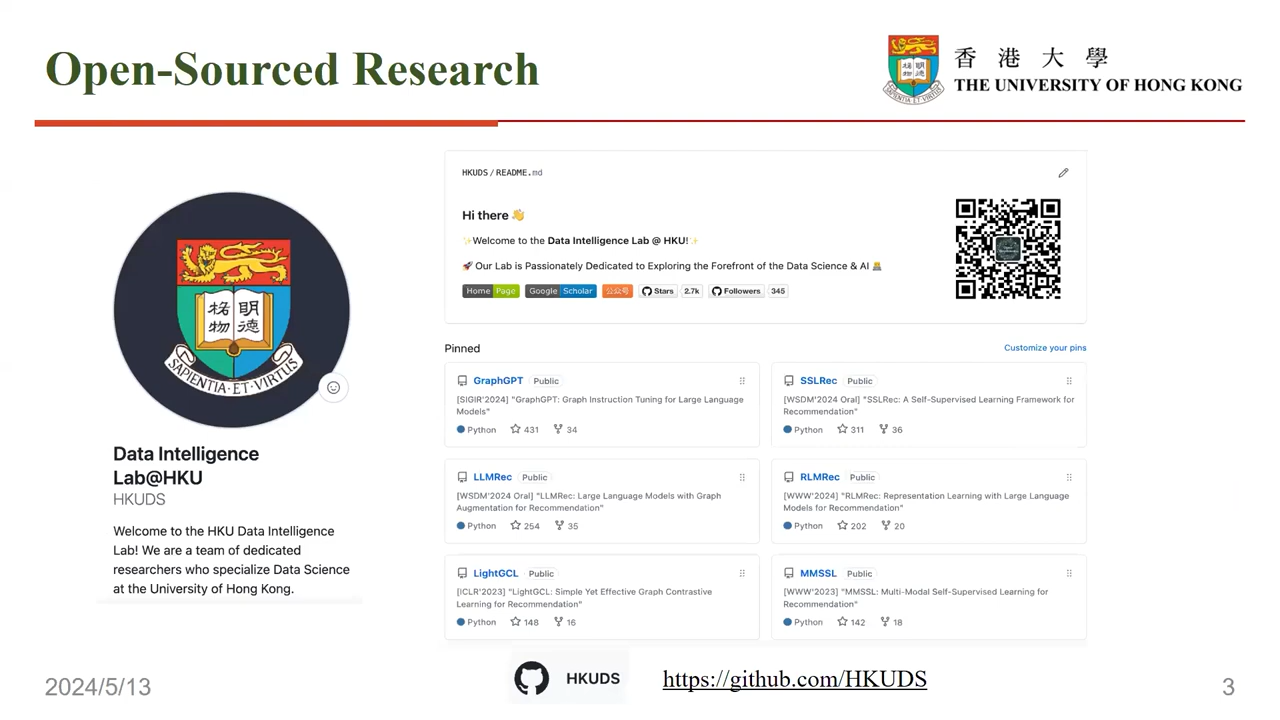 Open-Sourced Research
香 港 大 學
THE UNIVERSITY OF HONG KONG
SAPIENTIA·ET·VIRTUS
明德
格物
HKUDS / README.md
Hi there 👋
✨Welcome to the Data Intelligence Lab @ HKU!✨
🚀 Our Lab is Passionately Dedicated to Exploring the Forefront of the Data Science & AI 👨‍💻
Home Page Google Scholar 公众号 Stars 2.7k Followers 345
明德
格物
SAPIENTIA·ET·VIRTUS
Data Intelligence
Lab@HKU
HKUDS
Welcome to the HKU Data Intelligence
Lab! We are a team of dedicated
researchers who specialize Data Science
at the University of Hong Kong.
Pinned
Customize your pins
GraphGPT Public
[SIGIR'2024] "GraphGPT: Graph Instruction Tuning for Large Language
Models"
Python 431 34
SSLRec Public
[WSDM'2024 Oral] "SSLRec: A Self-Supervised Learning Framework for
Recommendation"
Python 311 36
LLMRec Public
[WSDM'2024 Oral] "LLMRec: Large Language Models with Graph
Augmentation for Recommendation"
Python 254 35
RLMRec Public
[WWW'2024] "RLMRec: Representation Learning with Large Language
Models for Recommendation"
Python 202 20
LightGCL Public
[ICLR'2023] "LightGCL: Simple Yet Effective Graph Contrastive
Learning for Recommendation"
Python 148 16
MMSSL Public
[WWW'2023] "MMSSL: Multi-Modal Self-Supervised Learning for
Recommendation"
Python 142 18
2024/5/13
HKUDS
https://github.com/HKUDS
3